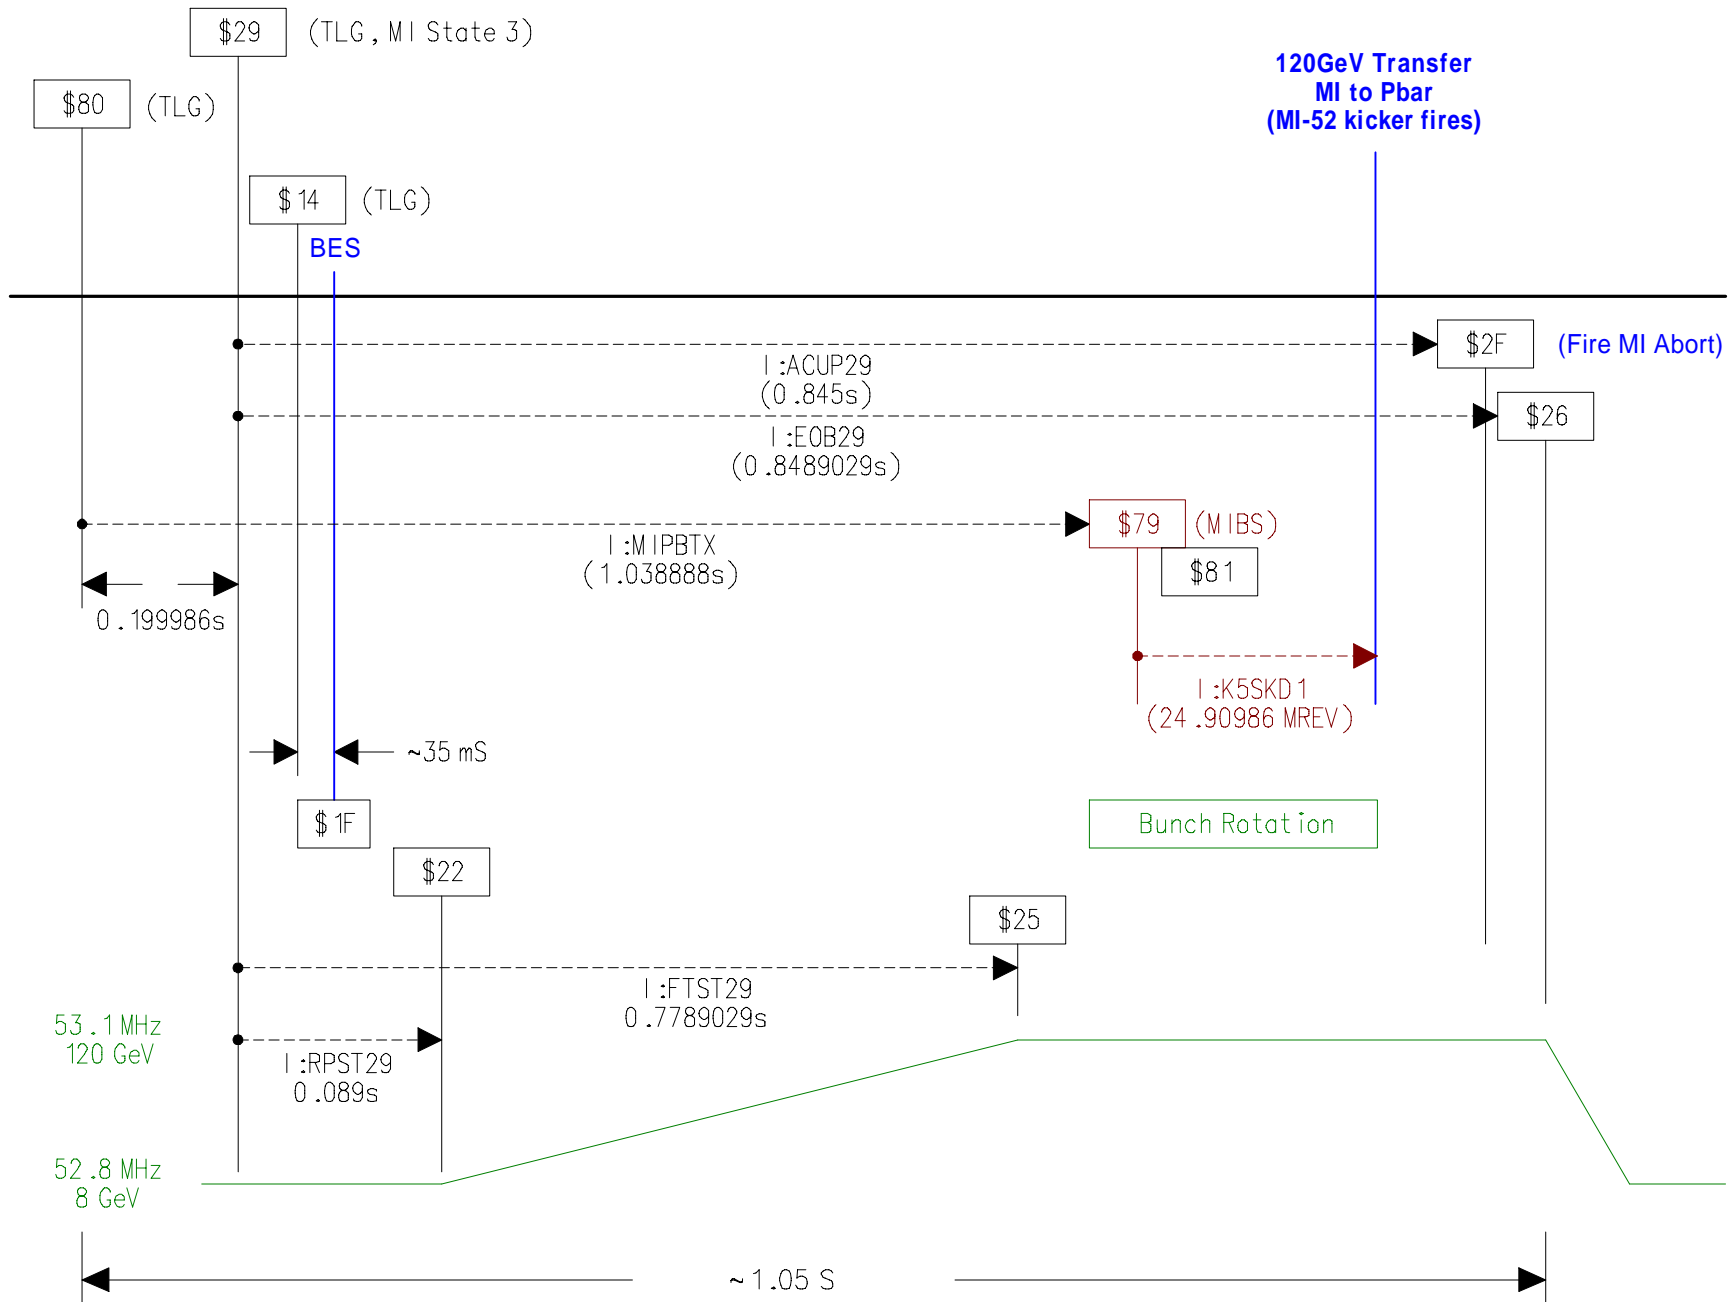 $29 (TLG, MI State 3)
120GeV Transfer
MI to Pbar
(MI-52 kicker fires)
$80 (TLG)
$14 (TLG)
BES
$2F (Fire MI Abort)
I:ACUP29
(0.845s)
$26
I:EOB29
(0.8489029s)
$79 (MIBS)
I:MIPBTX
(1.038888s)
$81
0.199986s
I:K5SKD1
(24.90986 MREV)
~35 mS
$1F
Bunch Rotation
$22
$25
I:FTST29
0.7789029s
53.1 MHz
120 GeV
I:RPST29
0.089s
52.8 MHz
8 GeV
~1.05 S